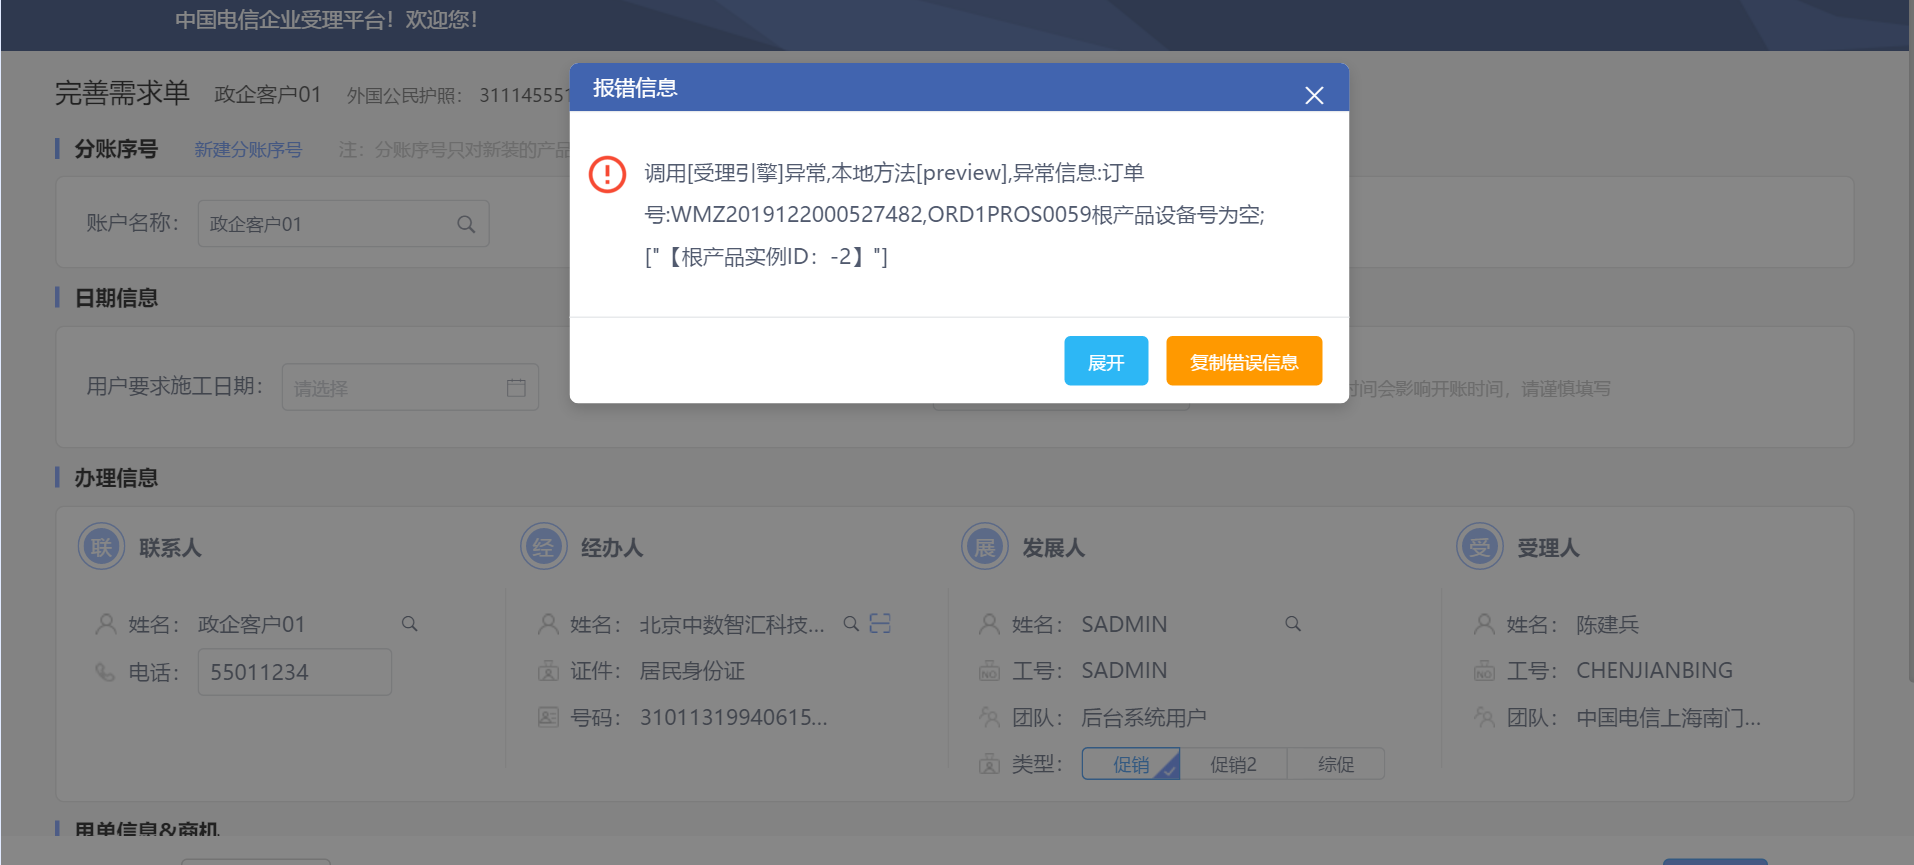 中国电信企业受理平台！欢迎您！
完善需求单 政企客户01 外国公民护照： 311145551
报错信息
调用[受理引擎]异常,本地方法[preview],异常信息:订单
号:WMZ2019122000527482,ORD1PROS0059根产品设备号为空;
["【根产品实例ID：-2】"]
展开 复制错误信息
分账序号 新建分账序号 注：分账序号只对新装的产品
账户名称： 政企客户01
日期信息
用户要求施工日期： 请选择 时间会影响开账时间，请谨慎填写
办理信息
联 联系人
姓名： 政企客户01
电话： 55011234
经 经办人
姓名： 北京中数智汇科技...
证件： 居民身份证
号码： 31011319940615...
展 发展人
姓名： SADMIN
NO 工号： SADMIN
团队： 后台系统用户
类型： 促销 促销2 综促
受 受理人
姓名： 陈建兵
NO 工号： CHENJIANBING
团队： 中国电信上海南门...
甩单信息&商机